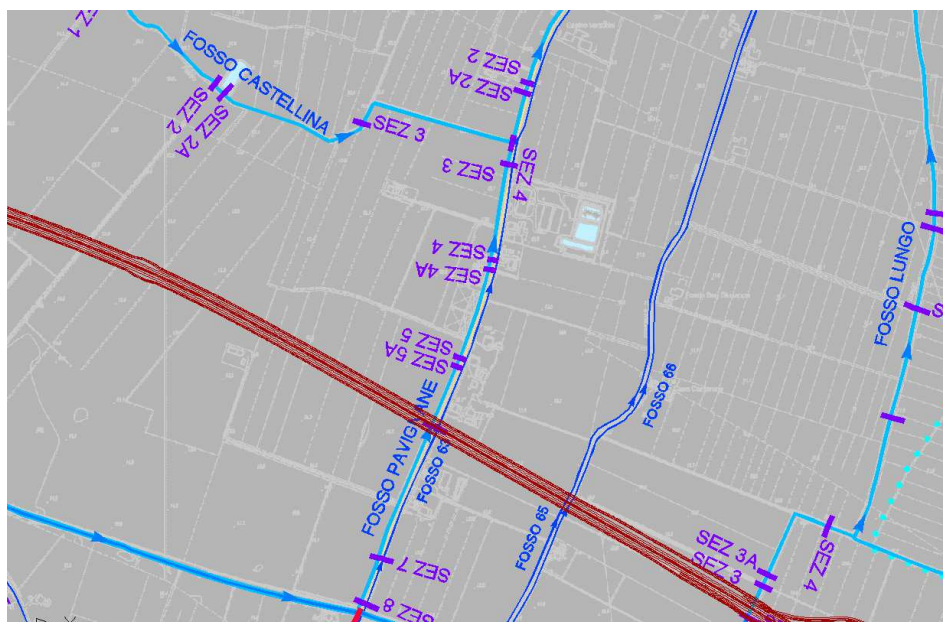 SEZ 1
FOSSO CASTELLINA
SEZ 2
SEZ 2A
SEZ 3
SEZ 2
SEZ 2A
SEZ 3
SEZ 4
SEZ 4
SEZ 4A
SEZ 5
SEZ 5A
FOSSO LUNGO
FOSSO 66
FOSSO PAVIGNANE
FOSSO 63
FOSSO 65
SEZ 7
SEZ 8
SEZ 3A
SEZ 3
SEZ 4